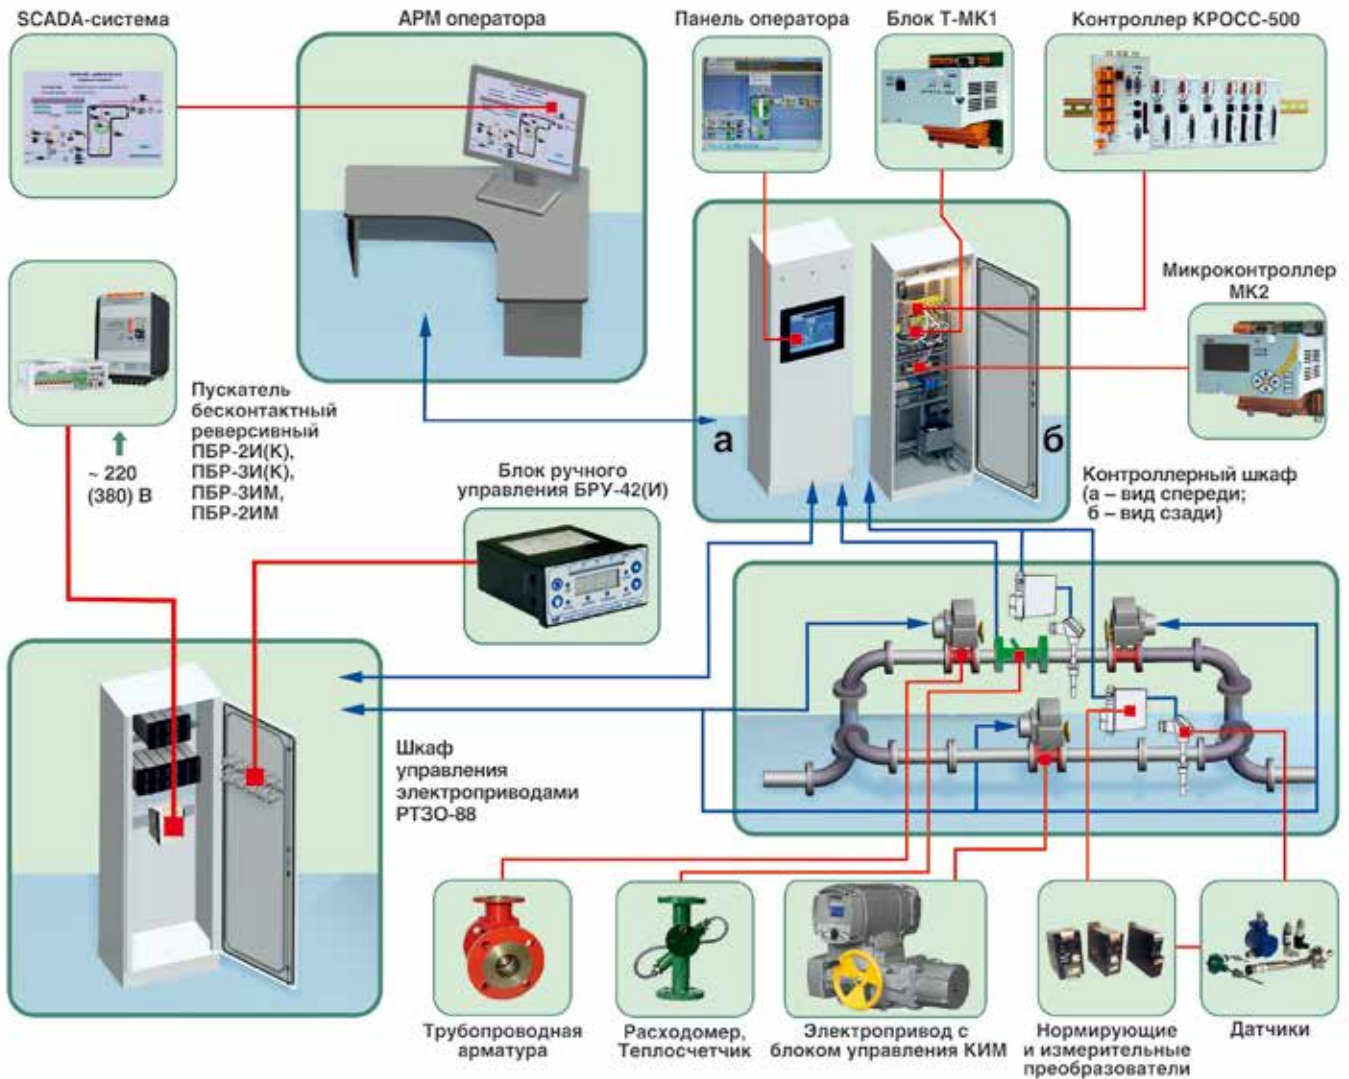 SCADA-система
АРМ оператора
Панель оператора
Блок Т-МК1
Контроллер КРОСС-500
Микроконтроллер
МК2
Пускатель
бесконтактный
реверсивный
ПБР-2И(К),
ПБР-3И(К),
ПБР-3ИМ,
ПБР-2ИМ
~ 220
(380) В
Блок ручного
управления БРУ-42(И)
а
б
Контроллерный шкаф
(а – вид спереди;
б – вид сзади)
Шкаф
управления
электроприводами
РТЗО-88
Трубопроводная
арматура
Расходомер,
Теплосчетчик
Электропривод с
блоком управления КИМ
Нормирующие
и измерительные
преобразователи
Датчики